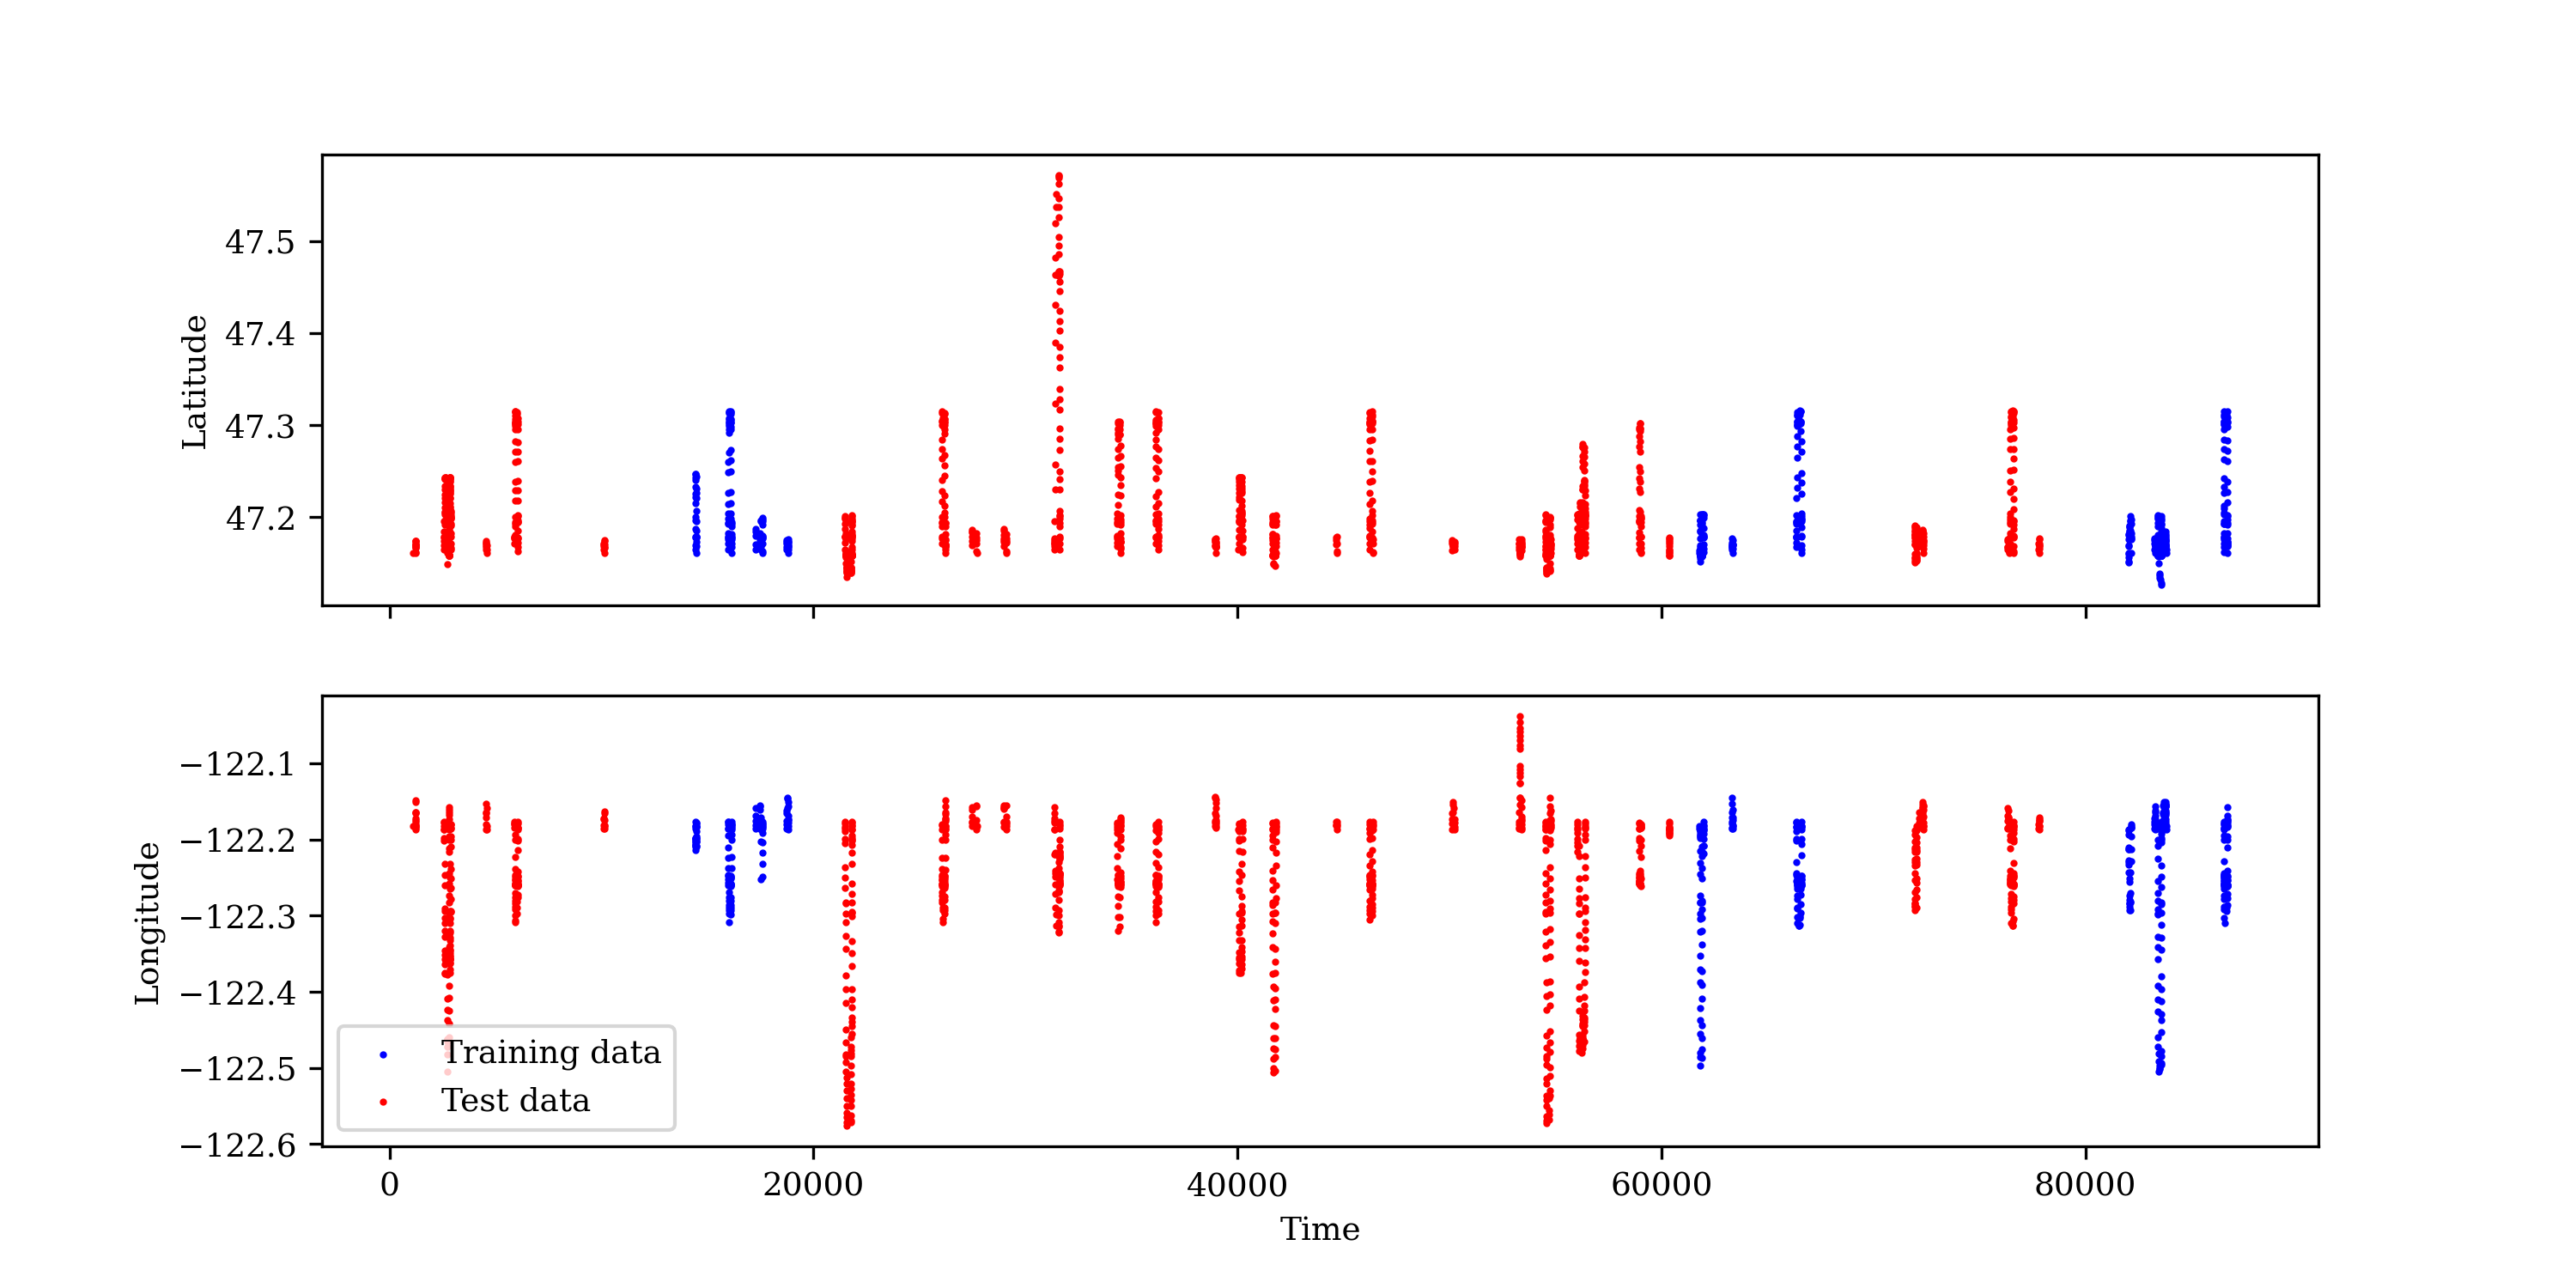 Latitude
47.5
47.4
47.3
47.2
Longitude
−122.1
−122.2
−122.3
−122.4
−122.5
−122.6
Training data
Test data
0 20000 40000 60000 80000
Time